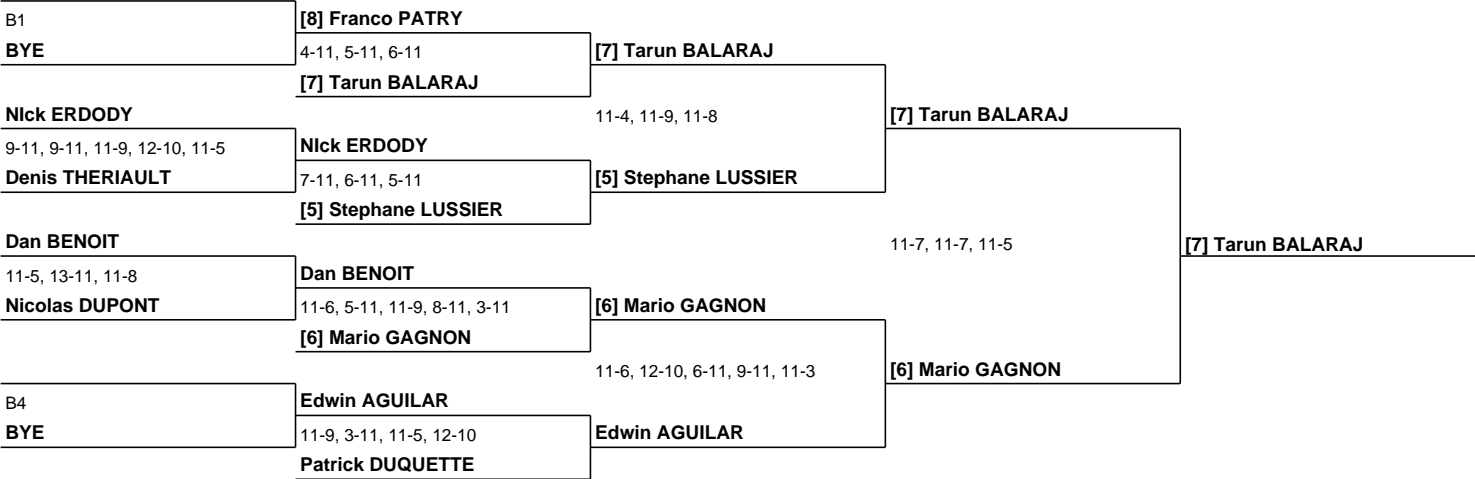 B1
BYE
[8] Franco PATRY
4-11, 5-11, 6-11
[7] Tarun BALARAJ
[7] Tarun BALARAJ
NIck ERDODY
9-11, 9-11, 11-9, 12-10, 11-5
Denis THERIAULT
NIck ERDODY
7-11, 6-11, 5-11
[5] Stephane LUSSIER
11-4, 11-9, 11-8
[5] Stephane LUSSIER
[7] Tarun BALARAJ
Dan BENOIT
11-5, 13-11, 11-8
Nicolas DUPONT
Dan BENOIT
11-6, 5-11, 11-9, 8-11, 3-11
[6] Mario GAGNON
[6] Mario GAGNON
B4
BYE
Edwin AGUILAR
11-9, 3-11, 11-5, 12-10
Patrick DUQUETTE
11-6, 12-10, 6-11, 9-11, 11-3
Edwin AGUILAR
[6] Mario GAGNON
11-7, 11-7, 11-5
[7] Tarun BALARAJ